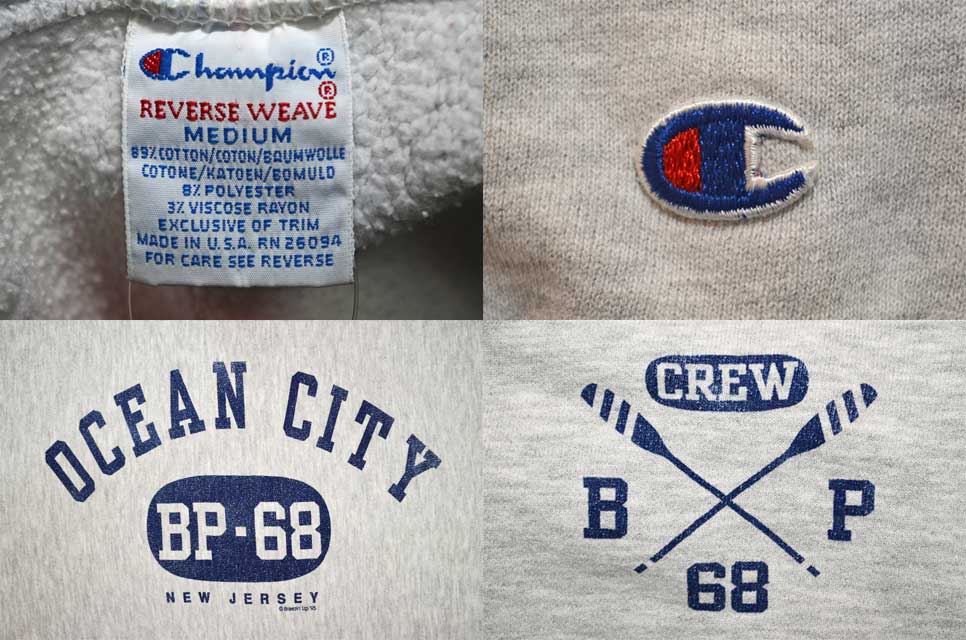 Champion®
®
REVERSE WEAVE
MEDIUM
89% COTTON/COTON/BAUMWOLLE
COTONE/KATOEN/BOMULD
8% POLYESTER
3% VISCOSE RAYON
EXCLUSIVE OF TRIM
MADE IN U.S.A. RN 26094
FOR CARE SEE REVERSE
C
OCEAN CITY
BP-68
NEW JERSEY
CREW
B P
68